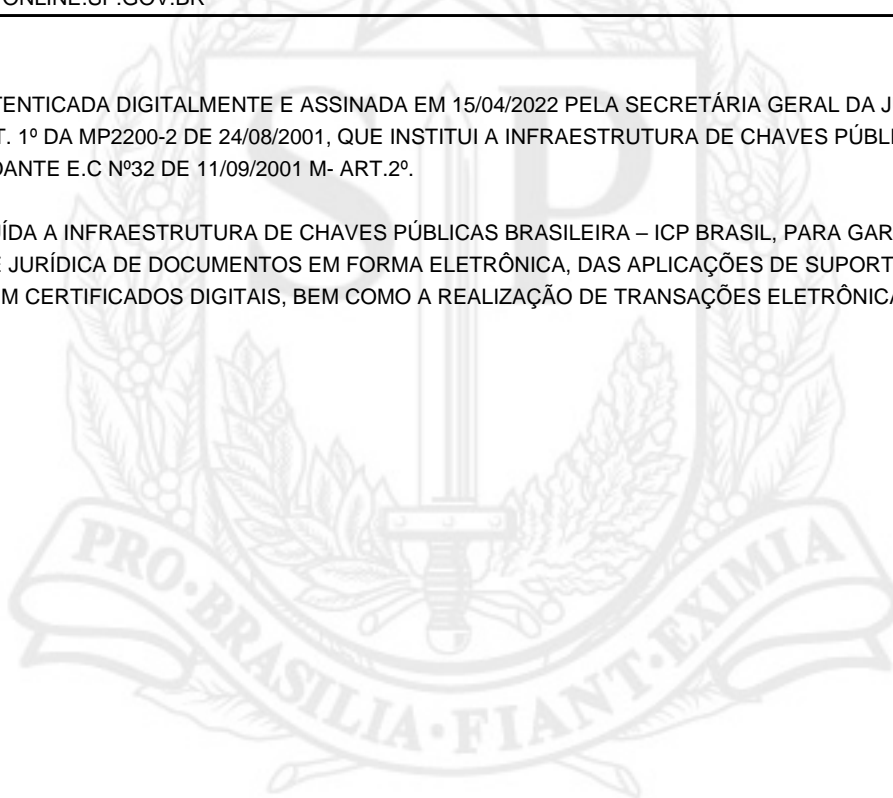 ONLINE.SP.GOV.BR
TENTICADA DIGITALMENTE E ASSINADA EM 15/04/2022 PELA SECRETÁRIA GERAL DA J
T. 1º DA MP2200-2 DE 24/08/2001, QUE INSTITUI A INFRAESTRUTURA DE CHAVES PÚBL
DANTE E.C Nº32 DE 11/09/2001 M- ART.2º.
UÍDA A INFRAESTRUTURA DE CHAVES PÚBLICAS BRASILEIRA – ICP BRASIL, PARA GAR
E JURÍDICA DE DOCUMENTOS EM FORMA ELETRÔNICA, DAS APLICAÇÕES DE SUPORT
M CERTIFICADOS DIGITAIS, BEM COMO A REALIZAÇÃO DE TRANSAÇÕES ELETRÔNICA
SP
PRO·BRASILIA·FIANT·EXIMIA